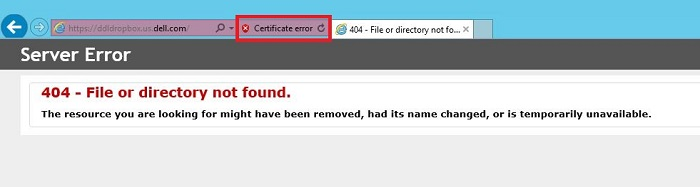 https://ddldropbox.us.dell.com/ Certificate error 404 - File or directory not fo...
Server Error
404 - File or directory not found.
The resource you are looking for might have been removed, had its name changed, or is temporarily unavailable.